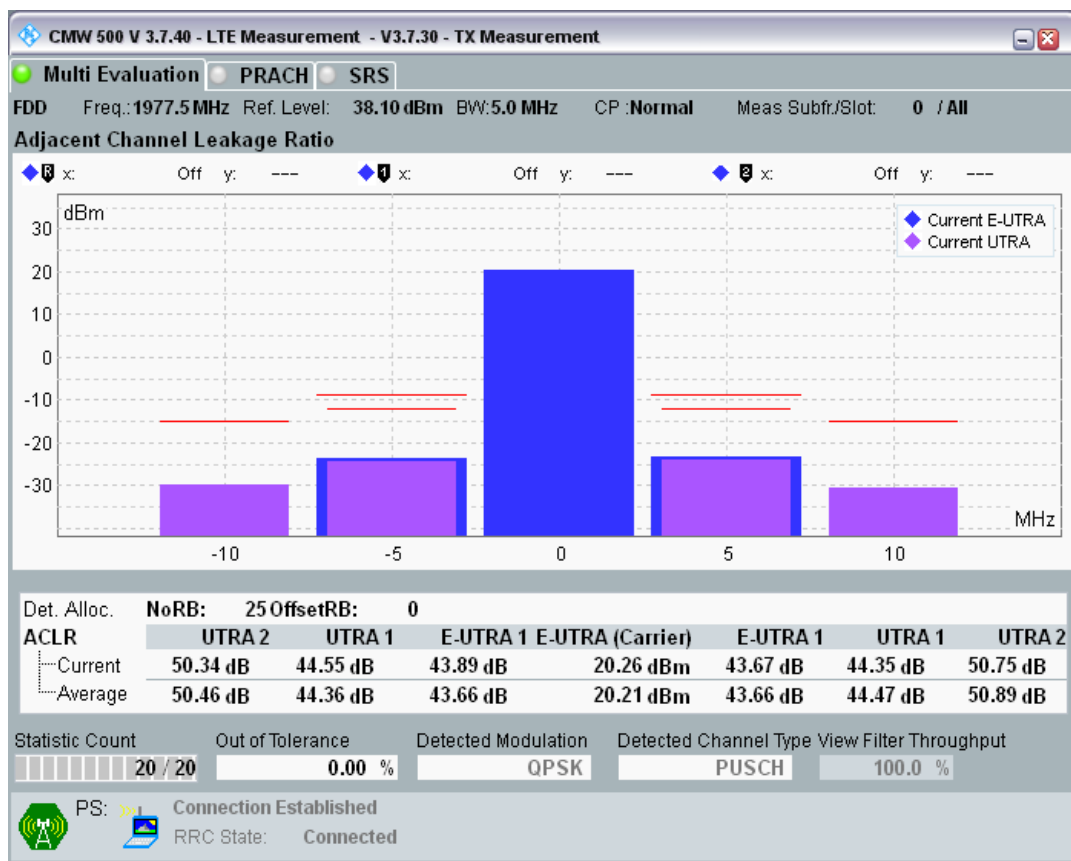 CMW 500 V 3.7.40 - LTE Measurement - V3.7.30 - TX Measurement
Multi Evaluation PRACH SRS
FDD Freq.: 1977.5 MHz Ref. Level: 38.10 dBm BW: 5.0 MHz CP : Normal Meas Subfr./Slot: 0 / All
Adjacent Channel Leakage Ratio
R x: Off y: --- 1 x: Off y: --- 2 x: Off y: ---
dBm
Current E-UTRA
Current UTRA
30
20
10
0
-10
-20
-30
MHz
-10 -5 0 5 10
Det. Alloc. NoRB: 25 OffsetRB: 0
ACLR UTRA 2 UTRA 1 E-UTRA 1 E-UTRA (Carrier) E-UTRA 1 UTRA 1 UTRA 2
Current 50.34 dB 44.55 dB 43.89 dB 20.26 dBm 43.67 dB 44.35 dB 50.75 dB
Average 50.46 dB 44.36 dB 43.66 dB 20.21 dBm 43.66 dB 44.47 dB 50.89 dB
Statistic Count Out of Tolerance Detected Modulation Detected Channel Type View Filter Throughput
20 / 20 0.00 % QPSK PUSCH 100.0 %
PS: Connection Established
RRC State: Connected